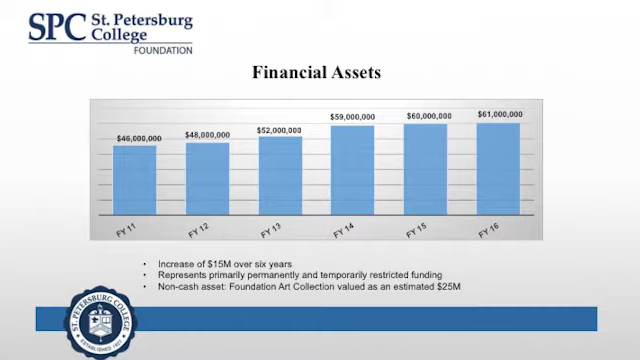 SPC St. Petersburg College
FOUNDATION
Financial Assets
$46,000,000 $48,000,000 $52,000,000 $59,000,000 $60,000,000 $61,000,000
FY 11 FY 12 FY 13 FY 14 FY 15 FY 16
• Increase of $15M over six years
• Represents primarily permanently and temporarily restricted funding
• Non-cash asset: Foundation Art Collection valued as an estimated $25M
ST. PETERSBURG COLLEGE
ESTABLISHED 1927